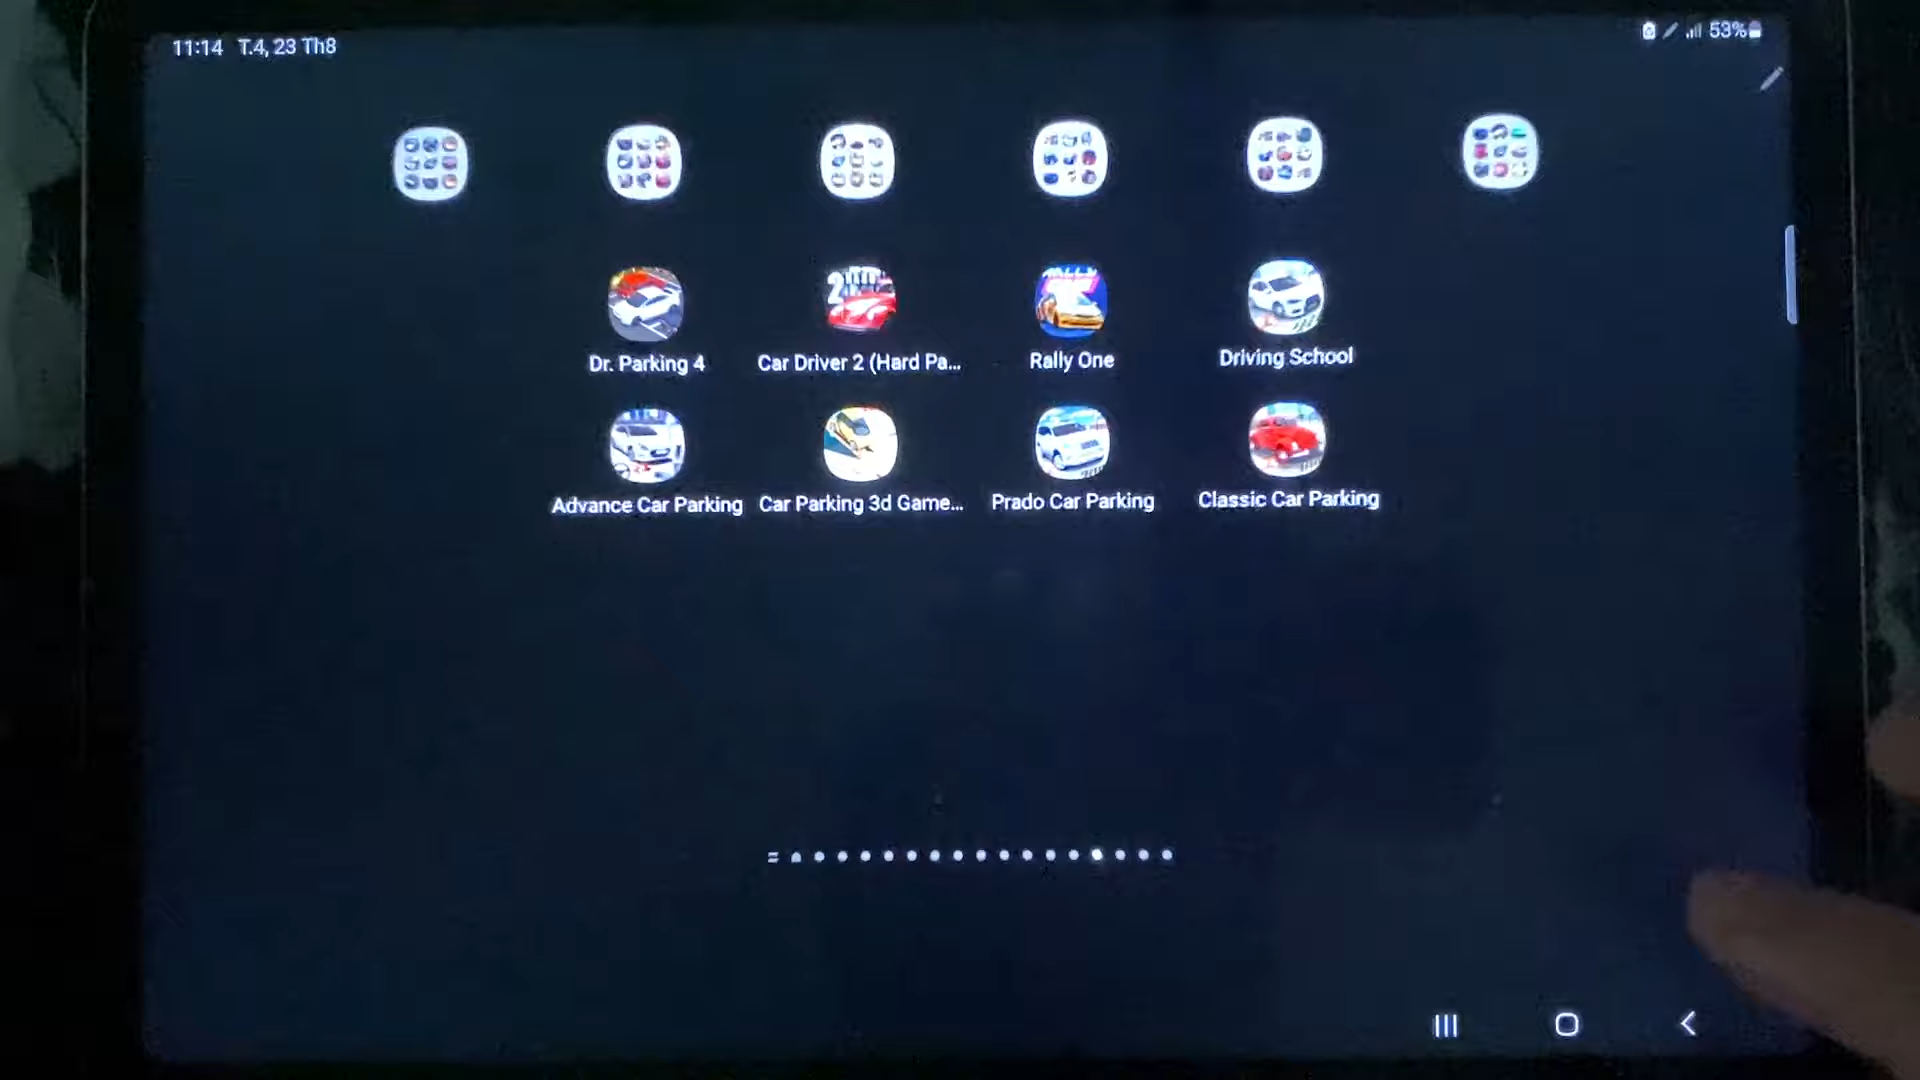 11:14 T.4, 23 Th8
53%
Dr. Parking 4
Car Driver 2 (Hard Pa...
Rally One
Driving School
Advance Car Parking
Car Parking 3d Game...
Prado Car Parking
Classic Car Parking